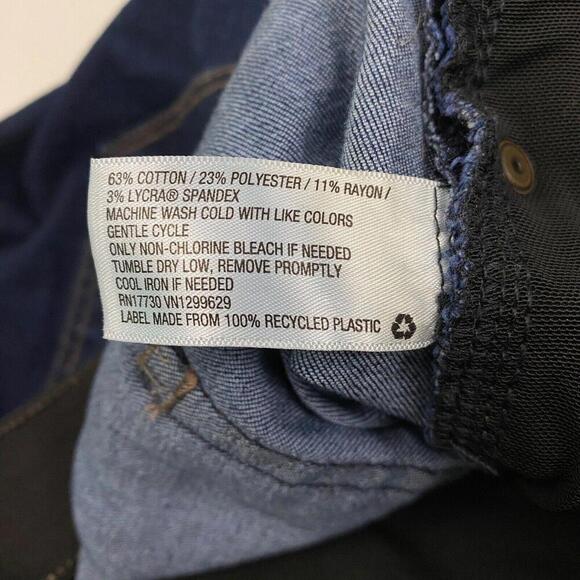 63% COTTON / 23% POLYESTER / 11% RAYON /
3% LYCRA® SPANDEX
MACHINE WASH COLD WITH LIKE COLORS
GENTLE CYCLE
ONLY NON-CHLORINE BLEACH IF NEEDED
TUMBLE DRY LOW, REMOVE PROMPTLY
COOL IRON IF NEEDED
RN17730 VN1299629
LABEL MADE FROM 100% RECYCLED PLASTIC